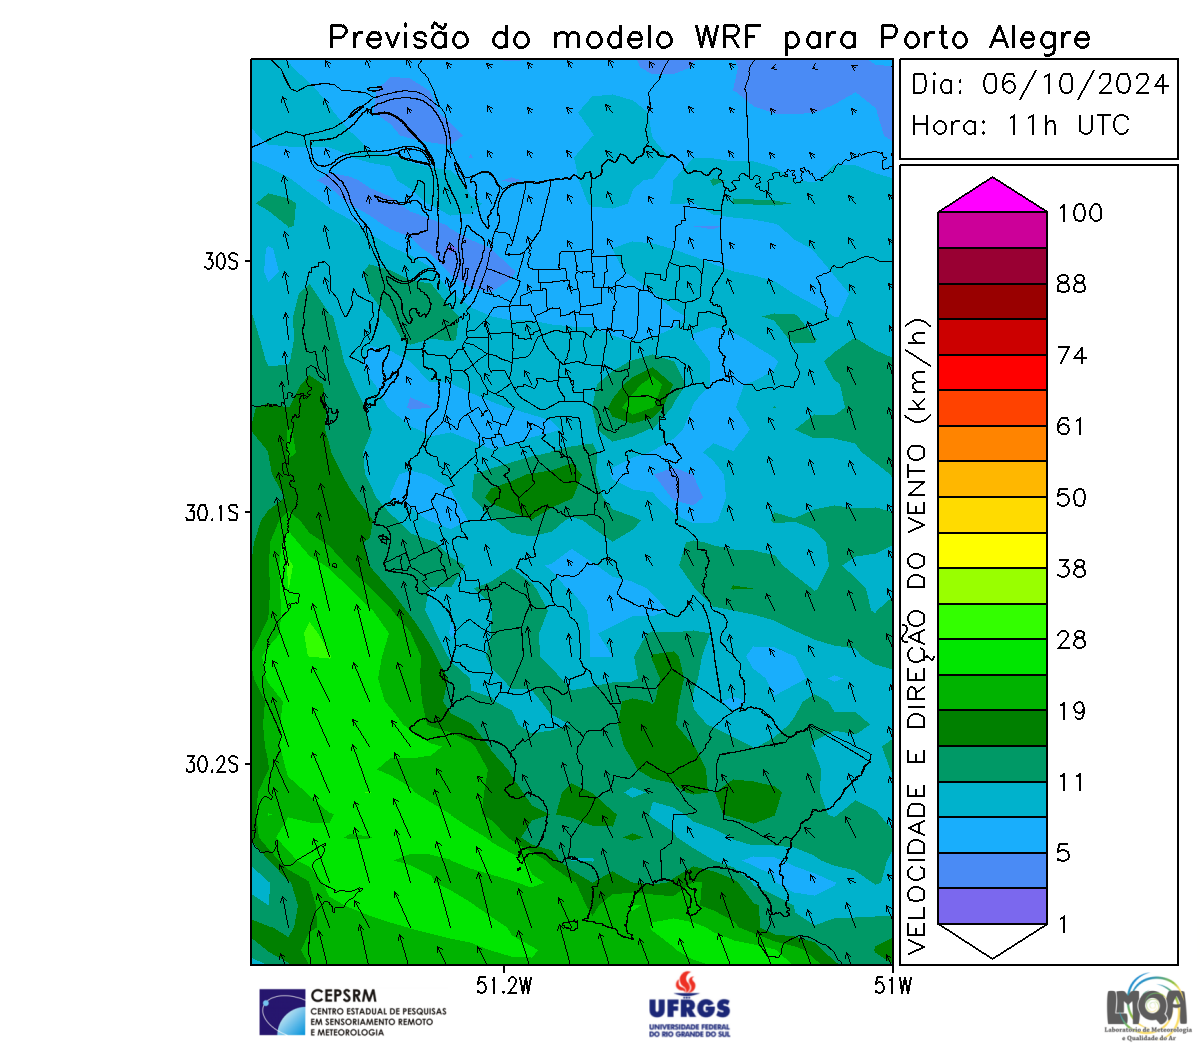 Previsão do modelo WRF para Porto Alegre
Dia: 06/10/2024
Hora: 11h UTC
30S
30.1S
30.2S
51.2W
51W
VELOCIDADE E DIREÇÃO DO VENTO (km/h)
100
88
74
61
50
38
28
19
11
5
1
CEPSRM
CENTRO ESTADUAL DE PESQUISAS
EM SENSORIAMENTO REMOTO
E METEOROLOGIA
UFRGS
UNIVERSIDADE FEDERAL
DO RIO GRANDE DO SUL
LMQA
Laboratório de Meteorologia
e Qualidade do Ar